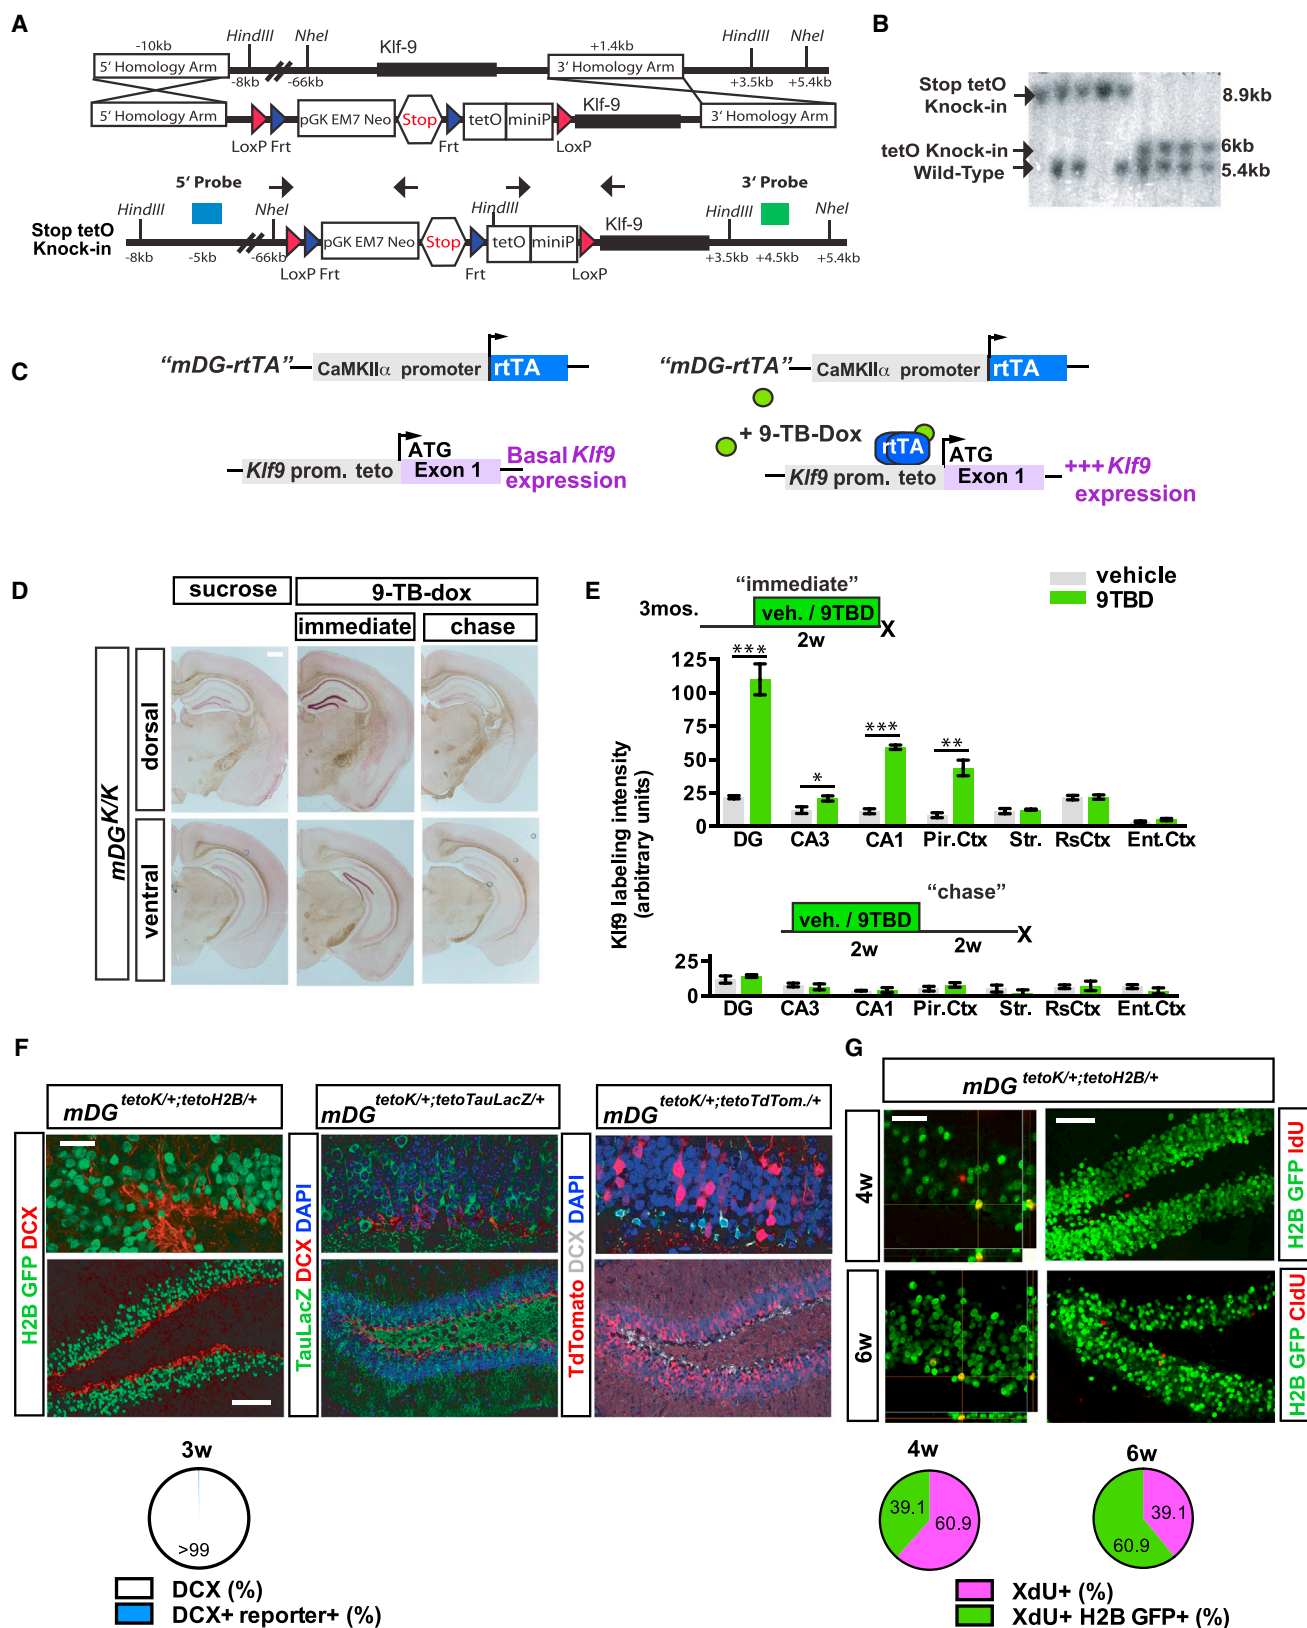 A
-10kb
HindIII
NheI
Klf-9
+1.4kb
HindIII
NheI
5' Homology Arm
3' Homology Arm
-8kb
-66kb
+3.5kb
+5.4kb
5' Homology Arm
pGK EM7 Neo
Stop
tetO
miniP
Klf-9
3' Homology Arm
LoxP
Frt
Frt
LoxP
5' Probe
3' Probe
HindIII
NheI
HindIII
Klf-9
HindIII
NheI
Stop tetO
Knock-in
pGK EM7 Neo
Stop
tetO
miniP
-8kb
-5kb
-66kb
LoxP Frt
Frt
LoxP
+3.5kb
+4.5kb
+5.4kb
B
Stop tetO
Knock-in
8.9kb
tetO Knock-in
6kb
Wild-Type
5.4kb
C
"mDG-rtTA"
CaMKIIα promoter
rtTA
ATG
Klf9 prom. teto
Exon 1
Basal Klf9
expression
"mDG-rtTA"
CaMKIIα promoter
rtTA
+ 9-TB-Dox
rtTA
ATG
Klf9 prom. teto
Exon 1
+++ Klf9
expression
D
sucrose
9-TB-dox
immediate
chase
mDG K/K
dorsal
ventral
E
"immediate"
vehicle
9TBD
3mos.
veh. / 9TBD
2w
X
Klf9 labeling intensity
(arbitrary units)
125
100
75
50
25
0
***
*
***
**
DG
CA3
CA1
Pir.Ctx
Str.
RsCtx
Ent.Ctx
"chase"
veh. / 9TBD
2w
2w
X
25
0
DG
CA3
CA1
Pir.Ctx
Str.
RsCtx
Ent.Ctx
F
mDG tetoK/+;tetoH2B/+
mDG tetoK/+;tetoTauLacZ/+
mDG tetoK/+;tetoTdTom./+
H2B GFP DCX
TauLacZ DCX DAPI
TdTomato DCX DAPI
3w
>99
DCX (%)
DCX+ reporter+ (%)
G
mDG tetoK/+;tetoH2B/+
4w
H2B GFP IdU
6w
H2B GFP CldU
4w
39.1
60.9
6w
39.1
60.9
XdU+ (%)
XdU+ H2B GFP+ (%)